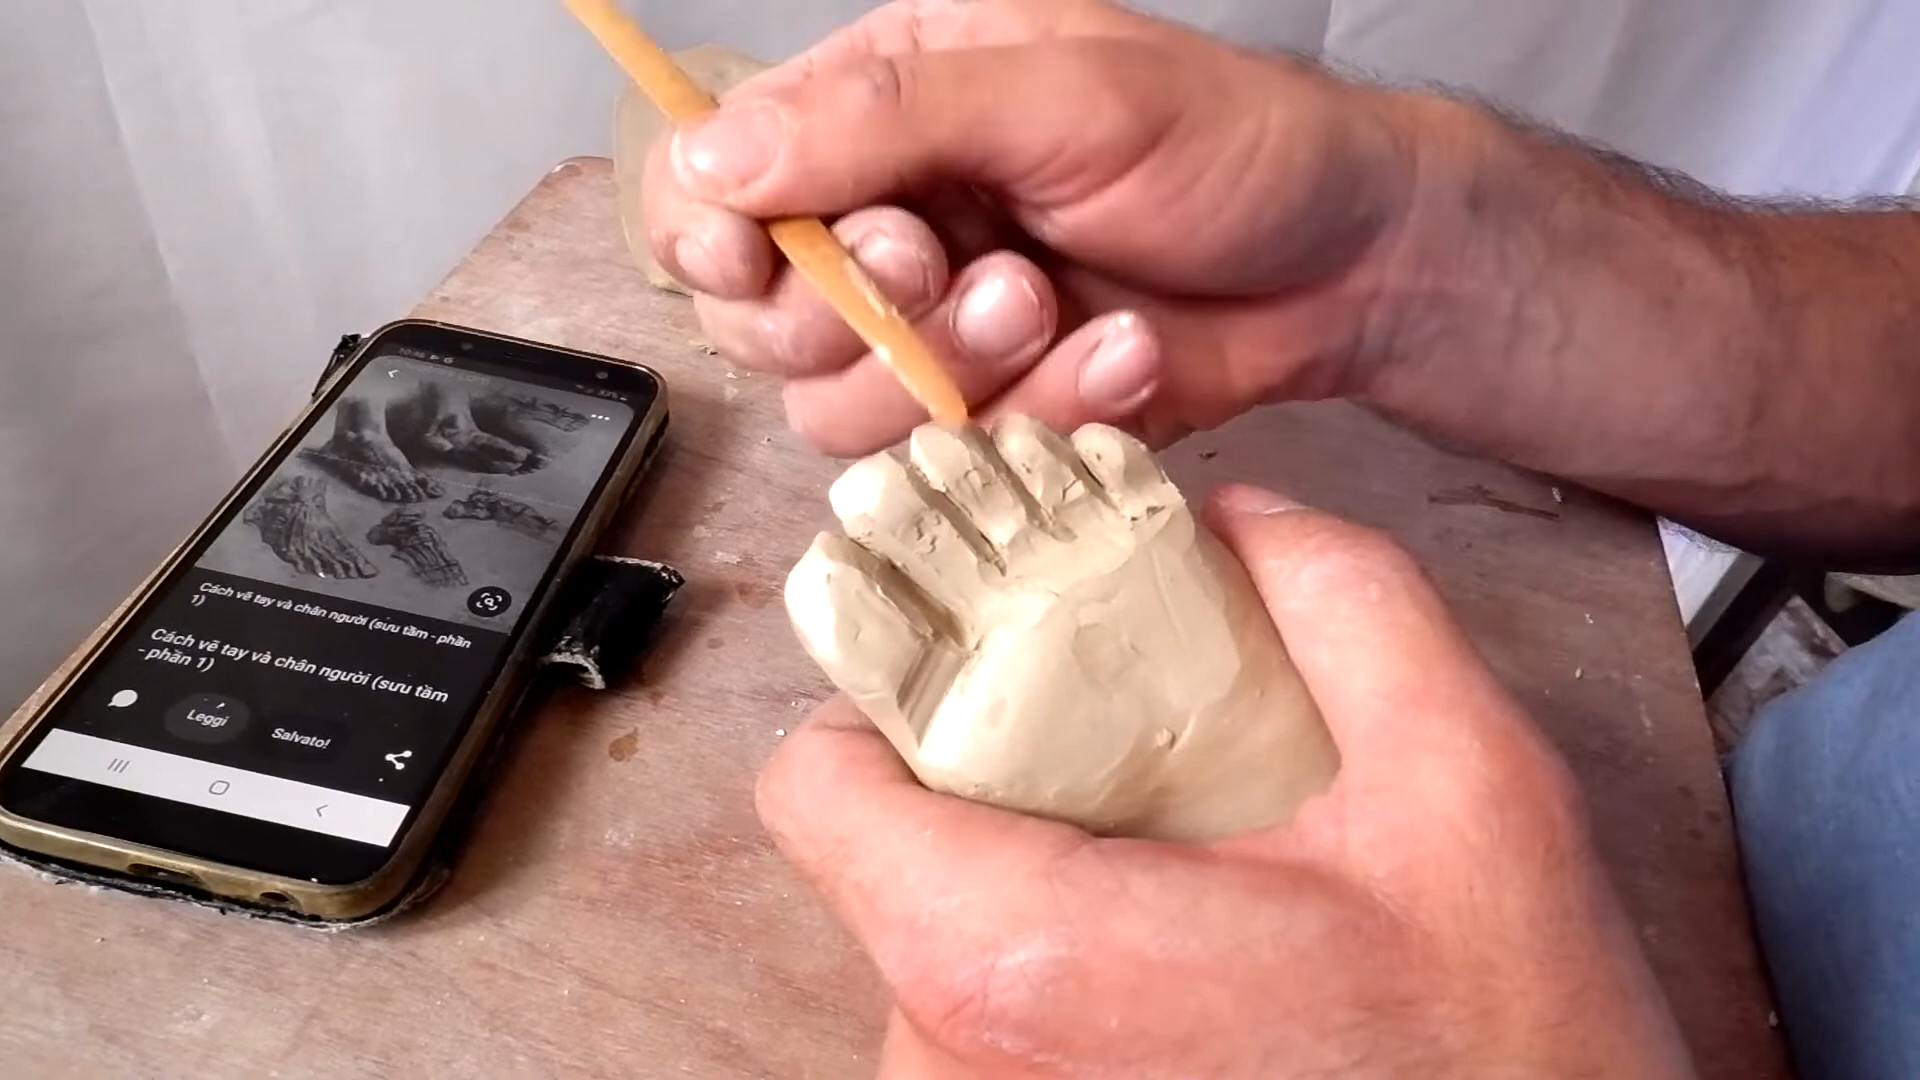 Cách vẽ tay và chân người (sưu tầm - phần
1)
Cách vẽ tay và chân người (sưu tầm
- phần 1)
Leggi
Salvato!